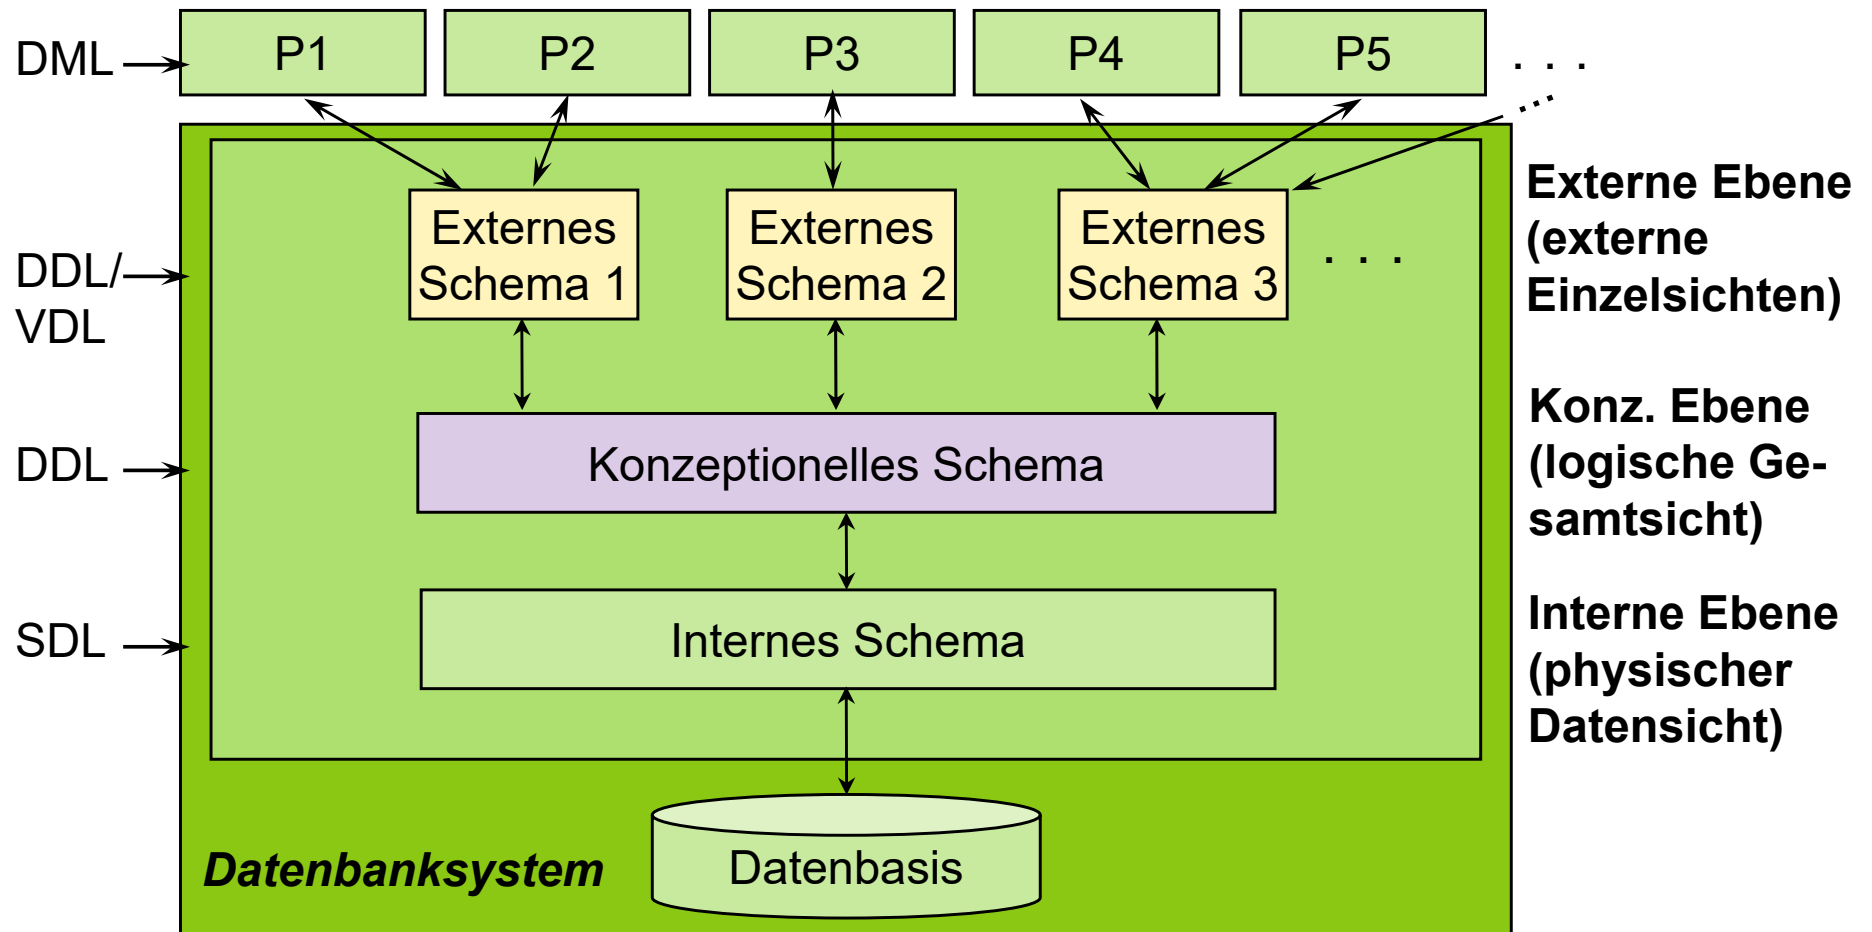 DML
P1
P2
P3
P4
P5
. . .
Externes
Schema 1
Externes
Schema 2
Externes
Schema 3
. . .
DDL/
VDL
Externe Ebene
(externe
Einzelsichten)
DDL
Konzeptionelles Schema
Konz. Ebene
(logische Ge-
samtsicht)
SDL
Internes Schema
Interne Ebene
(physischer
Datensicht)
Datenbanksystem
Datenbasis